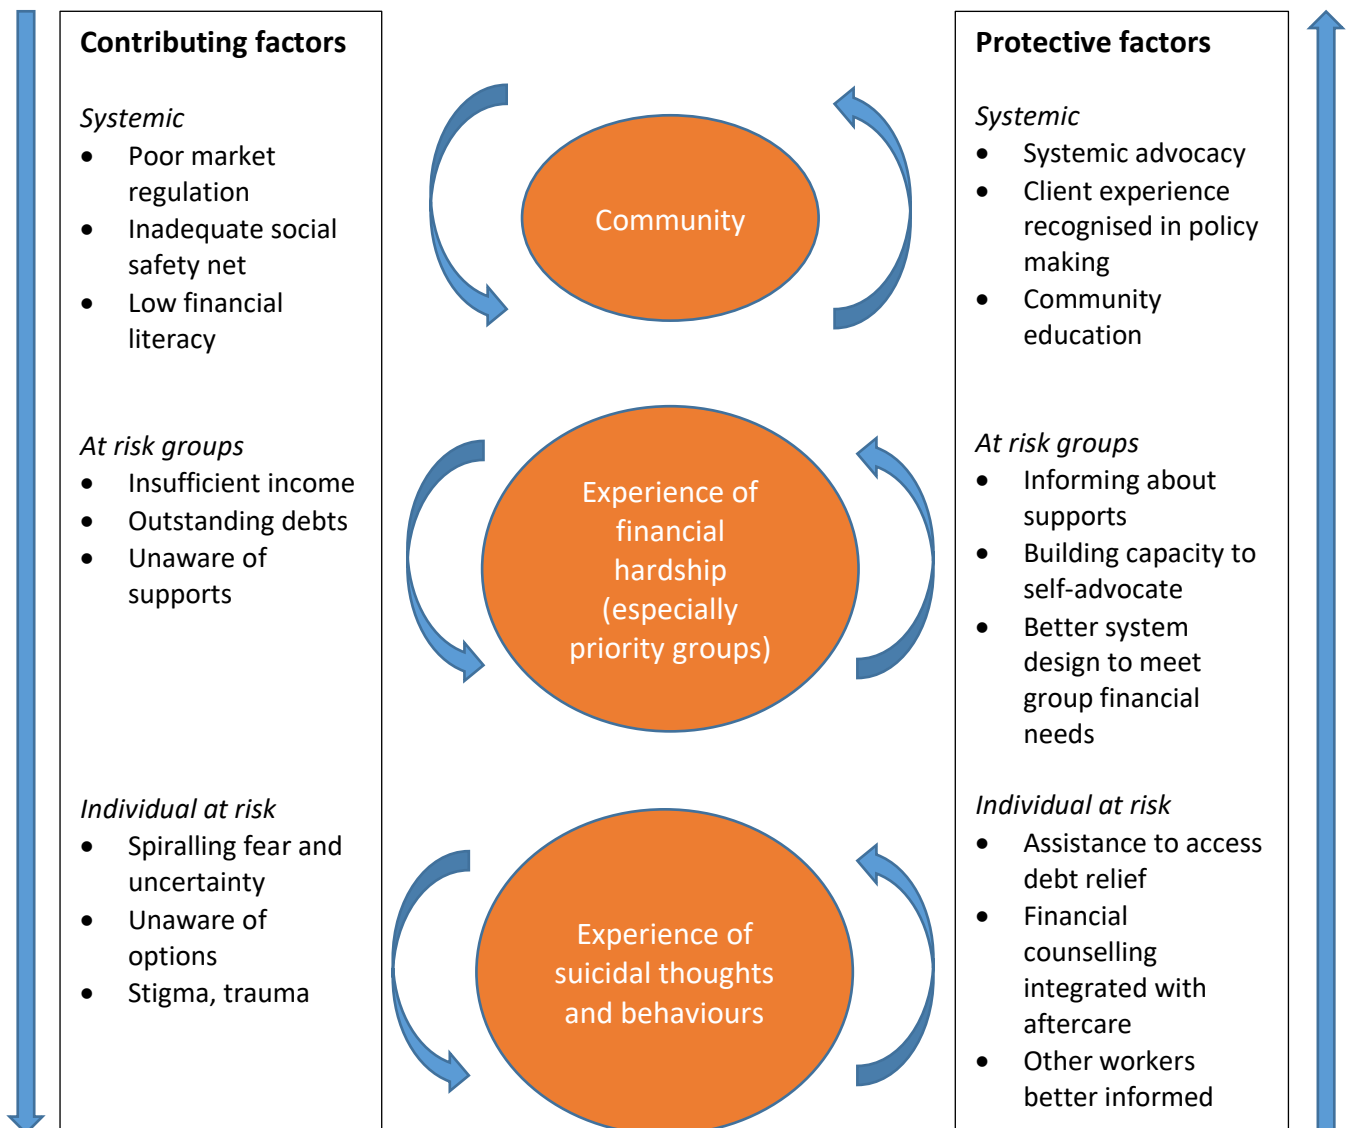 Contributing factors
Systemic
• Poor market
regulation
• Inadequate social
safety net
• Low financial
literacy
At risk groups
• Insufficient income
• Outstanding debts
• Unaware of
supports
Individual at risk
• Spiralling fear and
uncertainty
• Unaware of
options
• Stigma, trauma
Community
Experience of
financial
hardship
(especially
priority groups)
Experience of
suicidal thoughts
and behaviours
Protective factors
Systemic
• Systemic advocacy
• Client experience
recognised in policy
making
• Community
education
At risk groups
• Informing about
supports
• Building capacity to
self-advocate
• Better system
design to meet
group financial
needs
Individual at risk
• Assistance to access
debt relief
• Financial
counselling
integrated with
aftercare
• Other workers
better informed